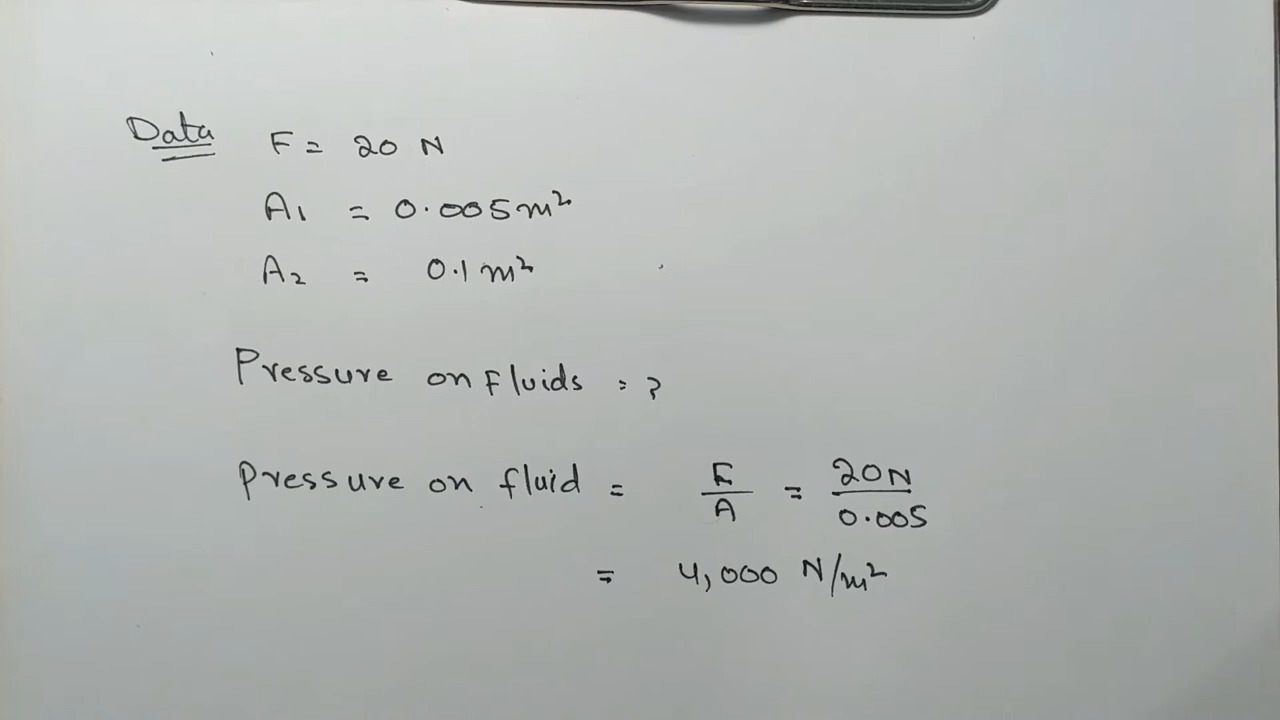 Data F = 20 N
A1 = 0.005 m²
A2 = 0.1 m²
Pressure on Fluids = ?
Pressure on fluid = F/A = 20N/0.005
= 4,000 N/m²